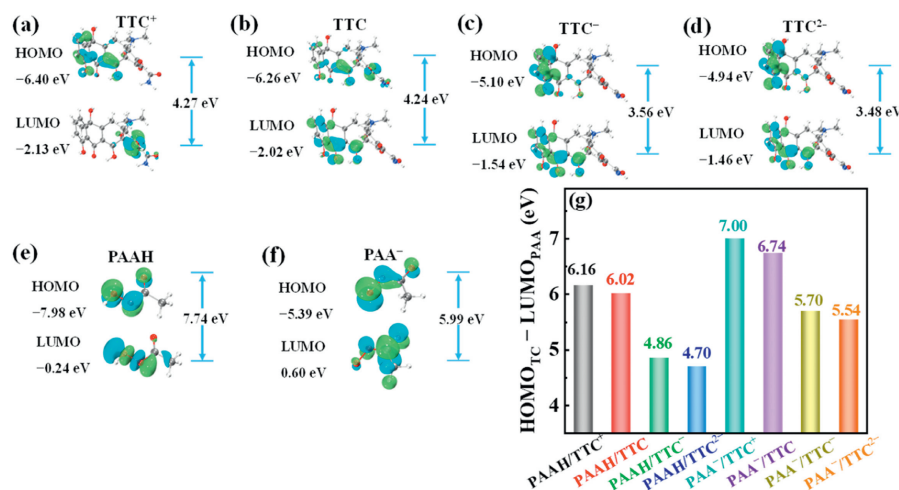 (a) TTC⁺
HOMO
−6.40 eV
4.27 eV
LUMO
−2.13 eV
(b) TTC
HOMO
−6.26 eV
4.24 eV
LUMO
−2.02 eV
(c) TTC⁻
HOMO
−5.10 eV
3.56 eV
LUMO
−1.54 eV
(d) TTC²⁻
HOMO
−4.94 eV
3.48 eV
LUMO
−1.46 eV
(e) PAAH
HOMO
−7.98 eV
7.74 eV
LUMO
−0.24 eV
(f) PAA⁻
HOMO
−5.39 eV
5.99 eV
LUMO
0.60 eV
(g)
HOMO_TC − LUMO_PAA (eV)
7
6
5
4
6.16
6.02
4.86
4.70
7.00
6.74
5.70
5.54
PAAH/TTC⁺
PAAH/TTC
PAAH/TTC⁻
PAAH/TTC²⁻
PAA⁻/TTC⁺
PAA⁻/TTC
PAA⁻/TTC⁻
PAA⁻/TTC²⁻